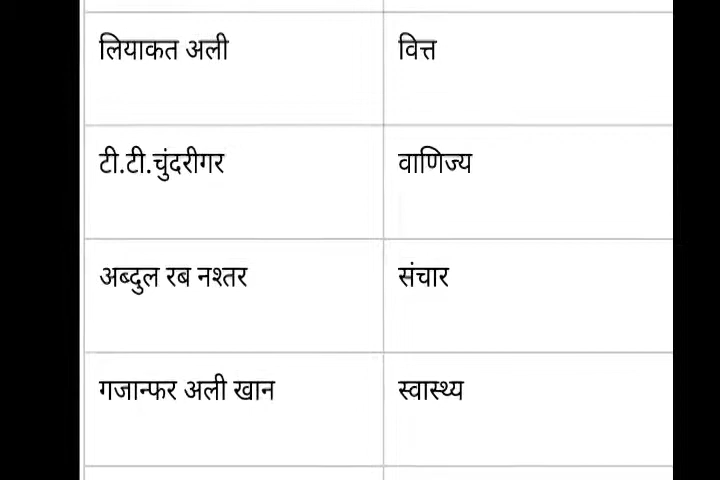 लियाकत अली वित्त
टी.टी.चुंदरीगर वाणिज्य
अब्दुल रब नश्तर संचार
गजान्फर अली खान स्वास्थ्य